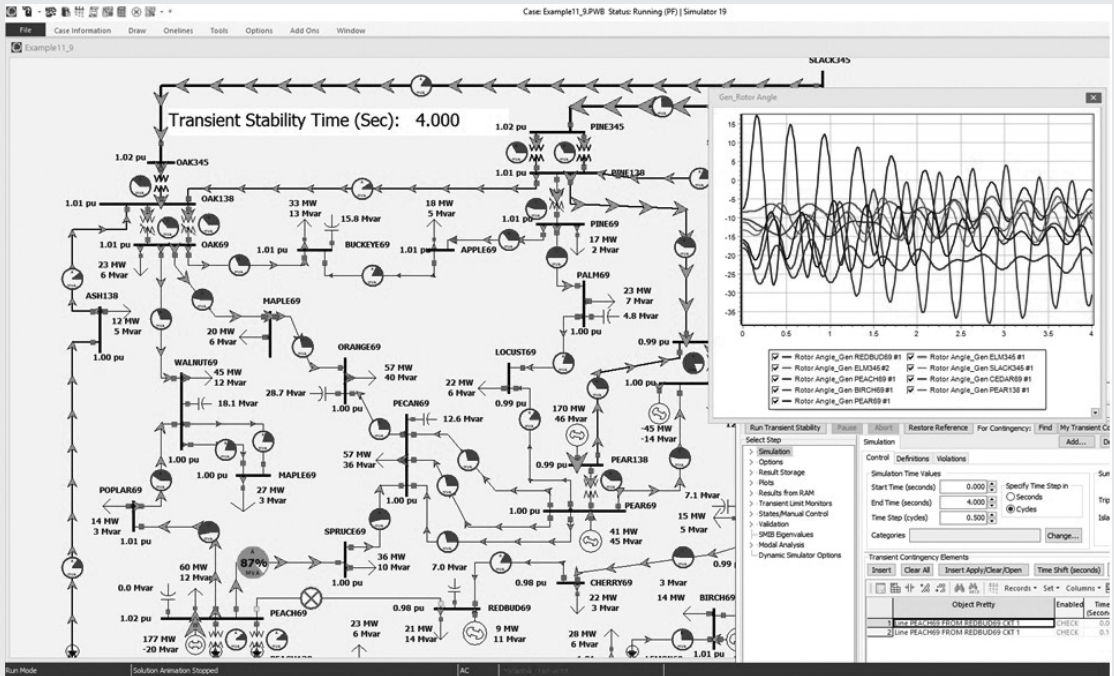 Case: Example11_9.PWB Status: Running (PF) | Simulator 19
File Case Information Draw Onelines Tools Options Add Ons Window
Example11_9
SLACK345
Transient Stability Time (Sec): 4.000
1.02 pu
PINE345
1.02 pu
OAK345
1.01 pu
PINE138
1.01 pu
OAK138
33 MW
13 Mvar
15.8 Mvar
18 MW
5 Mvar
1.01 pu
PINE69
1.01 pu
OAK69
1.01 pu
BUCKEYE69
1.01 pu
APPLE69
17 MW
2 Mvar
23 MW
6 Mvar
PALM69
23 MW
7 Mvar
4.8 Mvar
1.00 pu
ASH138
12 MW
5 Mvar
1.00 pu
MAPLE69
20 MW
6 Mvar
ORANGE69
57 MW
40 Mvar
28.7 Mvar
1.00 pu
LOCUST69
22 MW
6 Mvar
0.99 pu
0.99 pu
1.00 pu
WALNUT69
45 MW
12 Mvar
18.1 Mvar
1.00 pu
PECAN69
12.6 Mvar
57 MW
36 Mvar
1.00 pu
170 MW
46 Mvar
-45 MW
-14 Mvar
0.99 pu
PEAR138
1.00 pu
MAPLE69
27 MW
3 Mvar
POPLAR69
14 MW
3 Mvar
1.01 pu
1.00 pu
PEAR69
41 MW
45 Mvar
7.1 Mvar
15 MW
5 Mvar
SPRUCE69
36 MW
10 Mvar
1.00 pu
87%
60 MW
12 Mvar
0.0 Mvar
7.0 Mvar
0.98 pu
CHERRY69
3 Mvar
0.99
22 MW
3 Mvar
14 MW
BIRCH69
1.02 pu
PEACH69
0.98 pu
REDBUD69
177 MW
-20 Mvar
23 MW
6 Mvar
21 MW
14 Mvar
9 MW
11 Mvar
28 MW
6 Mvar
1.01 pu
Gen_Rotor Angle
15
10
5
0
-5
-10
-15
-20
-25
-30
-35
0 0.5 1 1.5 2 2.5 3 3.5 4
Rotor Angle_Gen REDBUD69 #1 Rotor Angle_Gen ELM345 #1
Rotor Angle_Gen ELM345 #2 Rotor Angle_Gen SLACK345 #1
Rotor Angle_Gen PEACH69 #1 Rotor Angle_Gen CEDAR69 #1
Rotor Angle_Gen BIRCH69 #1 Rotor Angle_Gen PEAR138 #1
Rotor Angle_Gen PEAR69 #1
Run Transient Stability Pause Abort Restore Reference For Contingency: Find My Transient Co
Select Step
Simulation
Options
Result Storage
Plots
Results from RAM
Transient Limit Monitors
States/Manual Control
Validation
SMIB Eigenvalues
Modal Analysis
Dynamic Simulator Options
Simulation
Add...
Control Definitions Violations
Simulation Time Values
Start Time (seconds) 0.000
End Time (seconds) 4.000
Time Step (cycles) 0.500
Specify Time Step in
Seconds
Cycles
Categories Change...
Transient Contingency Elements
Insert Clear All Insert Apply/Clear/Open Time Shift (seconds)
Records Set Columns
Object Pretty Enabled Time
1 Line PEACH69 FROM REDBUD69 CKT 1 CHECK
2 Line PEACH69 FROM REDBUD69 CKT 1 CHECK
Run Mode Solution Animation Stopped AC